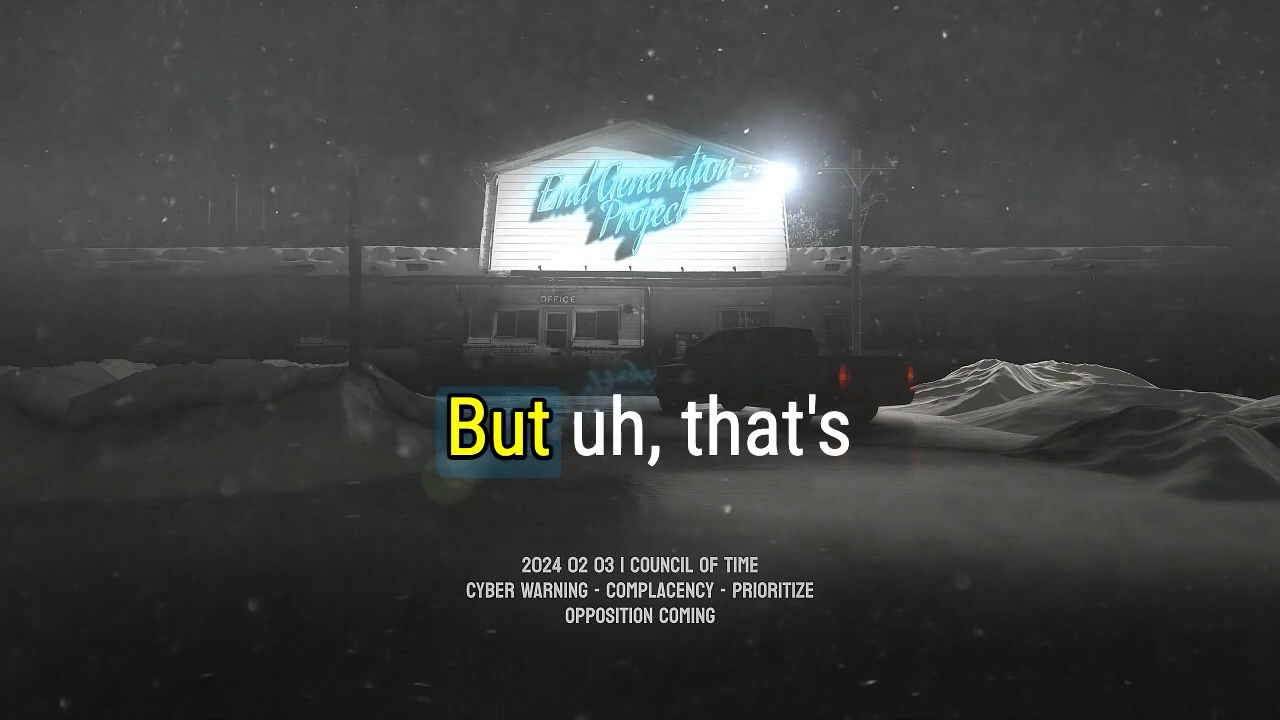 End Generation
Project
OFFICE
But uh, that's
2024 02 03 | COUNCIL OF TIME
CYBER WARNING - COMPLACENCY - PRIORITIZE
OPPOSITION COMING